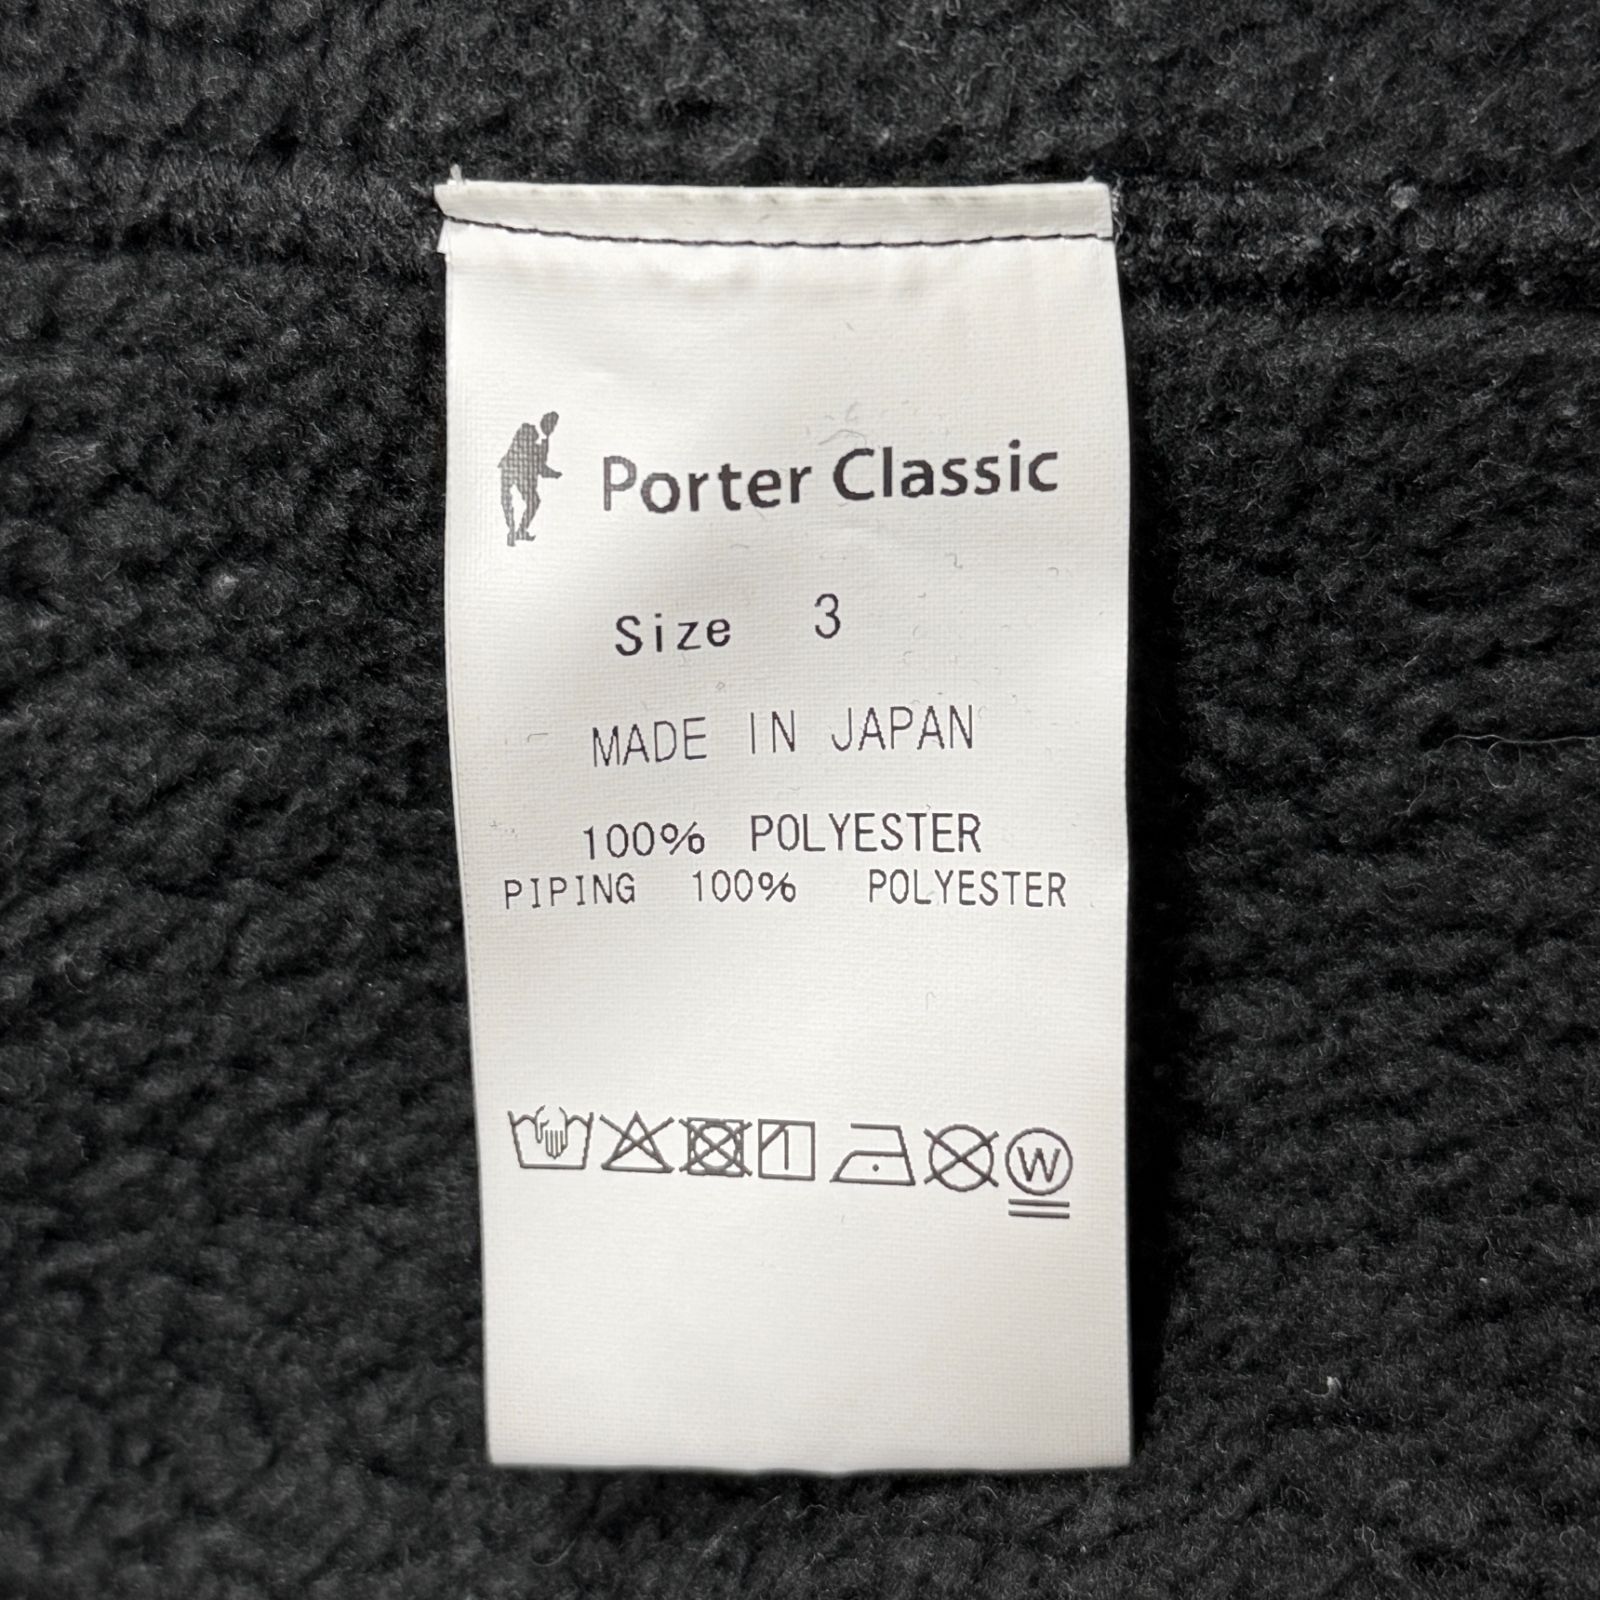 Porter Classic
Size 3
MADE IN JAPAN
100% POLYESTER
PIPING 100% POLYESTER
W